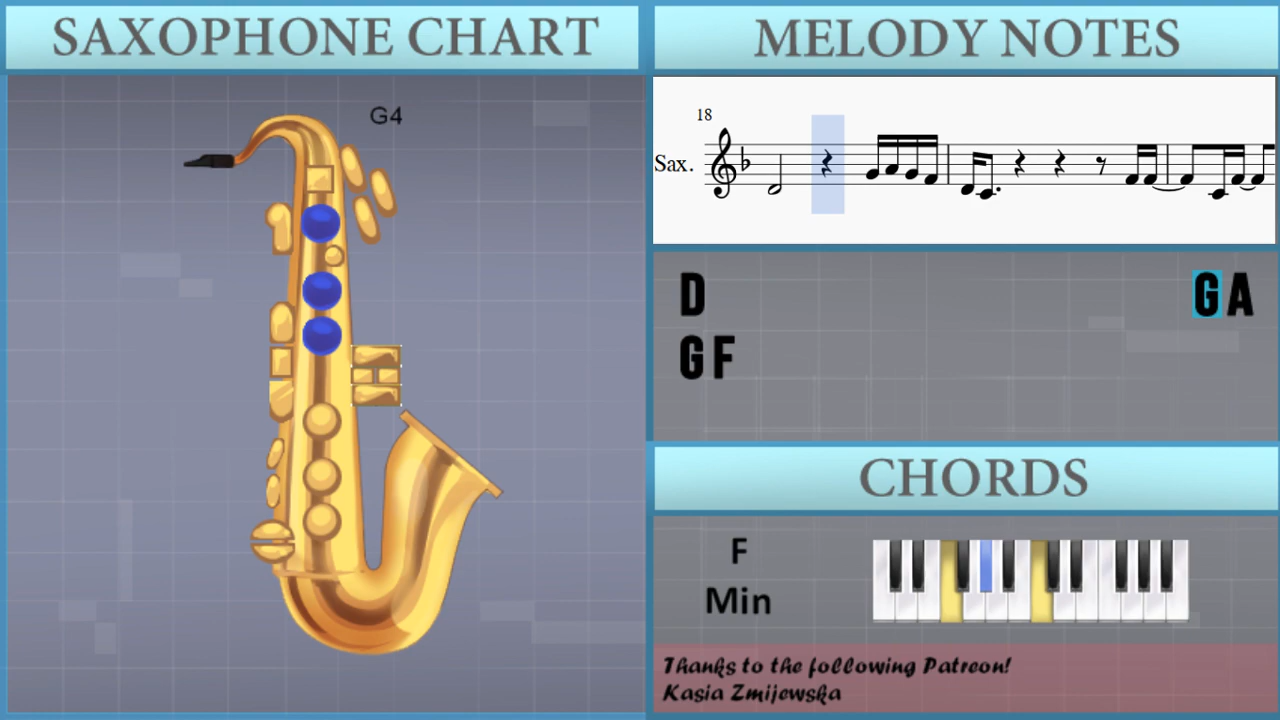 SAXOPHONE CHART
G4
MELODY NOTES
18
Sax.
D G A
G F
CHORDS
F
Min
Thanks to the following Patreon!
Kasia Zmijewska